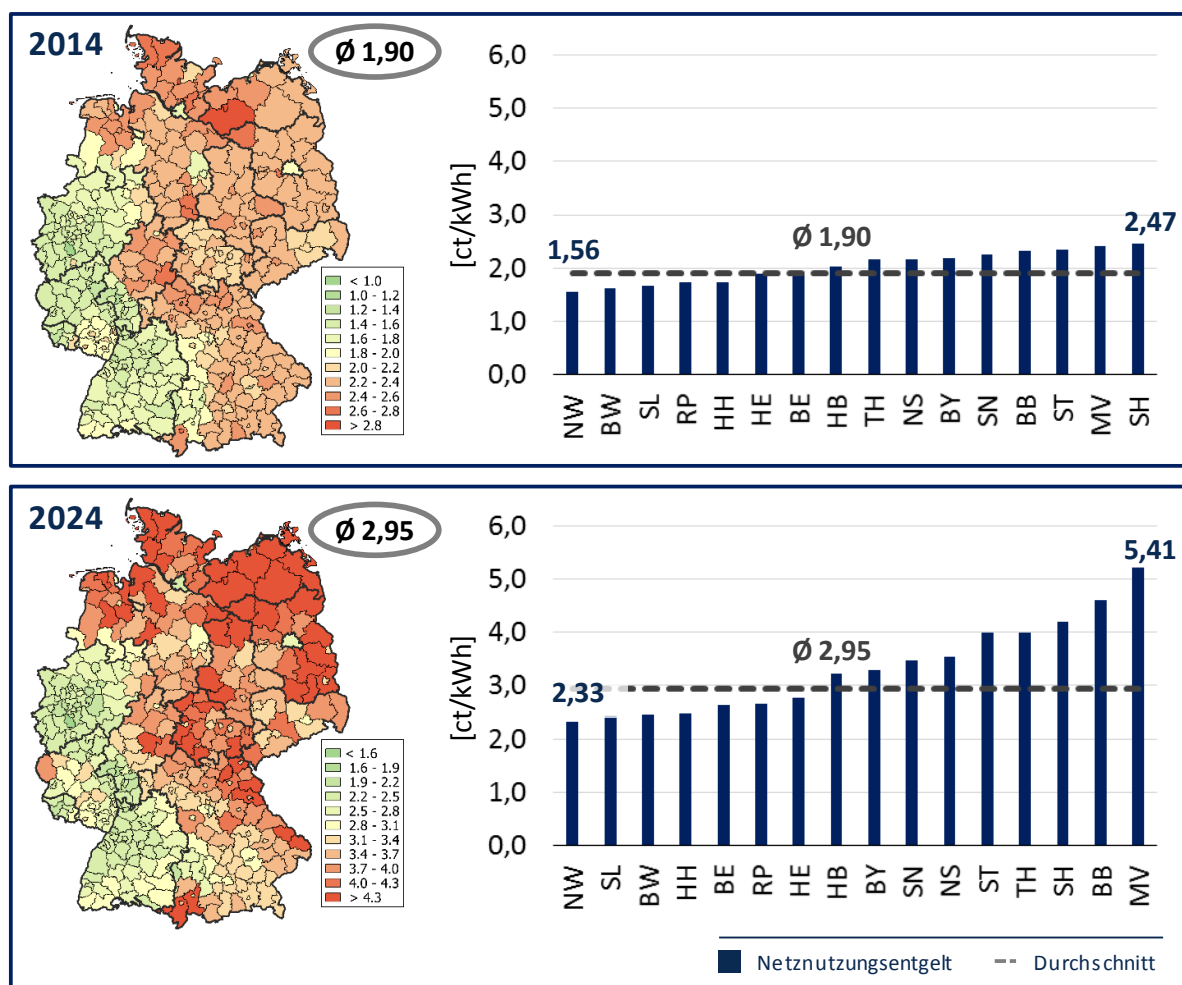 2014
Ø 1,90
< 1.0
1.0 - 1.2
1.2 - 1.4
1.4 - 1.6
1.6 - 1.8
1.8 - 2.0
2.0 - 2.2
2.2 - 2.4
2.4 - 2.6
2.6 - 2.8
> 2.8
[ct/kWh]
6,0
5,0
4,0
3,0
2,0
1,0
0,0
1,56
Ø 1,90
2,47
NW BW SL RP HH HE BE HB TH NS BY SN BB ST MV SH
2024
Ø 2,95
< 1.6
1.6 - 1.9
1.9 - 2.2
2.2 - 2.5
2.5 - 2.8
2.8 - 3.1
3.1 - 3.4
3.4 - 3.7
3.7 - 4.0
4.0 - 4.3
> 4.3
[ct/kWh]
6,0
5,0
4,0
3,0
2,0
1,0
0,0
2,33
Ø 2,95
5,41
NW SL BW HH BE RP HE HB BY SN NS ST TH SH BB MV
Netznutzungsentgelt Durchschnitt